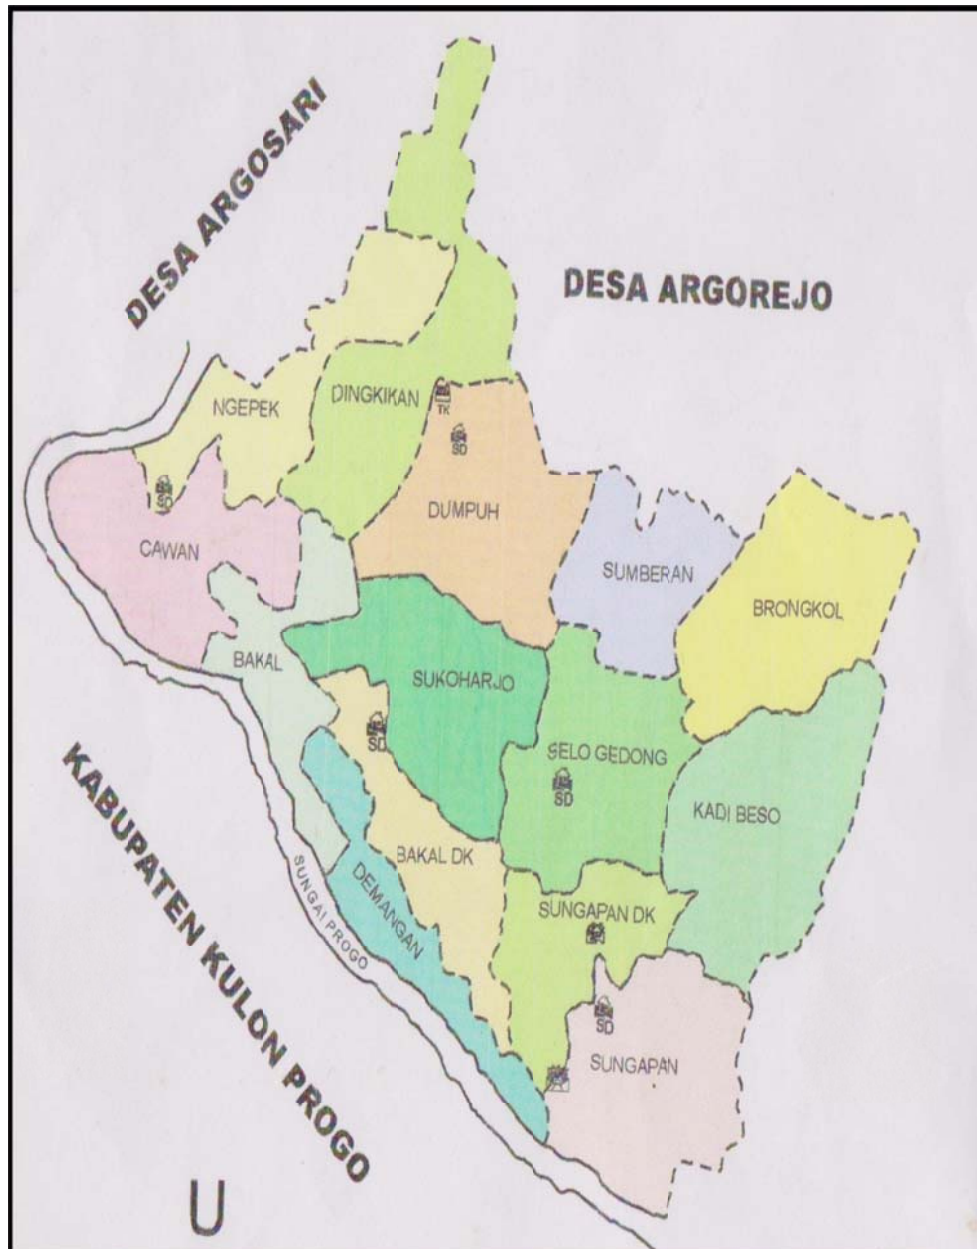 DESA ARGOSARI
DESA ARGOREJO
NGEPEK
DINGKIKAN
TK
SD
SD
DUMPUH
CAWAN
SUMBERAN
BRONGKOL
BAKAL
SUKOHARJO
SD
SELO GEDONG
SD
KADI BESO
BAKAL DK
DEMANGAN
SUNGAPAN DK
SUNGAI PROGO
SD
SUNGAPAN
KABUPATEN KULON PROGO
U